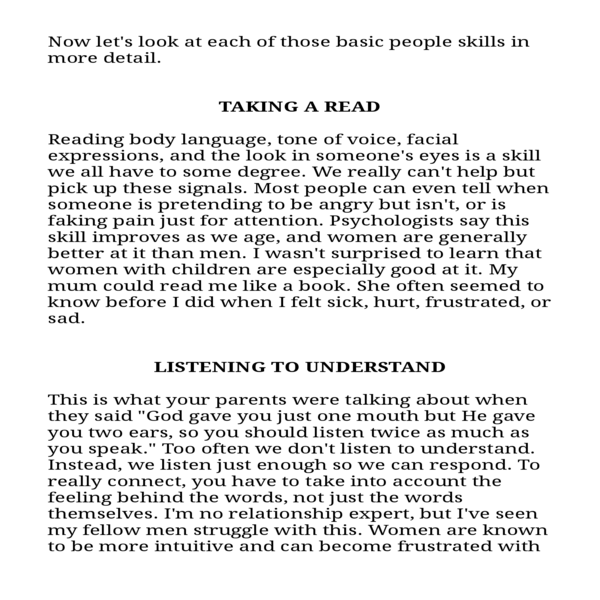 Now let's look at each of those basic people skills in
more detail.
TAKING A READ
Reading body language, tone of voice, facial
expressions, and the look in someone's eyes is a skill
we all have to some degree. We really can't help but
pick up these signals. Most people can even tell when
someone is pretending to be angry but isn't, or is
faking pain just for attention. Psychologists say this
skill improves as we age, and women are generally
better at it than men. I wasn't surprised to learn that
women with children are especially good at it. My
mum could read me like a book. She often seemed to
know before I did when I felt sick, hurt, frustrated, or
sad.
LISTENING TO UNDERSTAND
This is what your parents were talking about when
they said "God gave you just one mouth but He gave
you two ears, so you should listen twice as much as
you speak." Too often we don't listen to understand.
Instead, we listen just enough so we can respond. To
really connect, you have to take into account the
feeling behind the words, not just the words
themselves. I'm no relationship expert, but I've seen
my fellow men struggle with this. Women are known
to be more intuitive and can become frustrated with